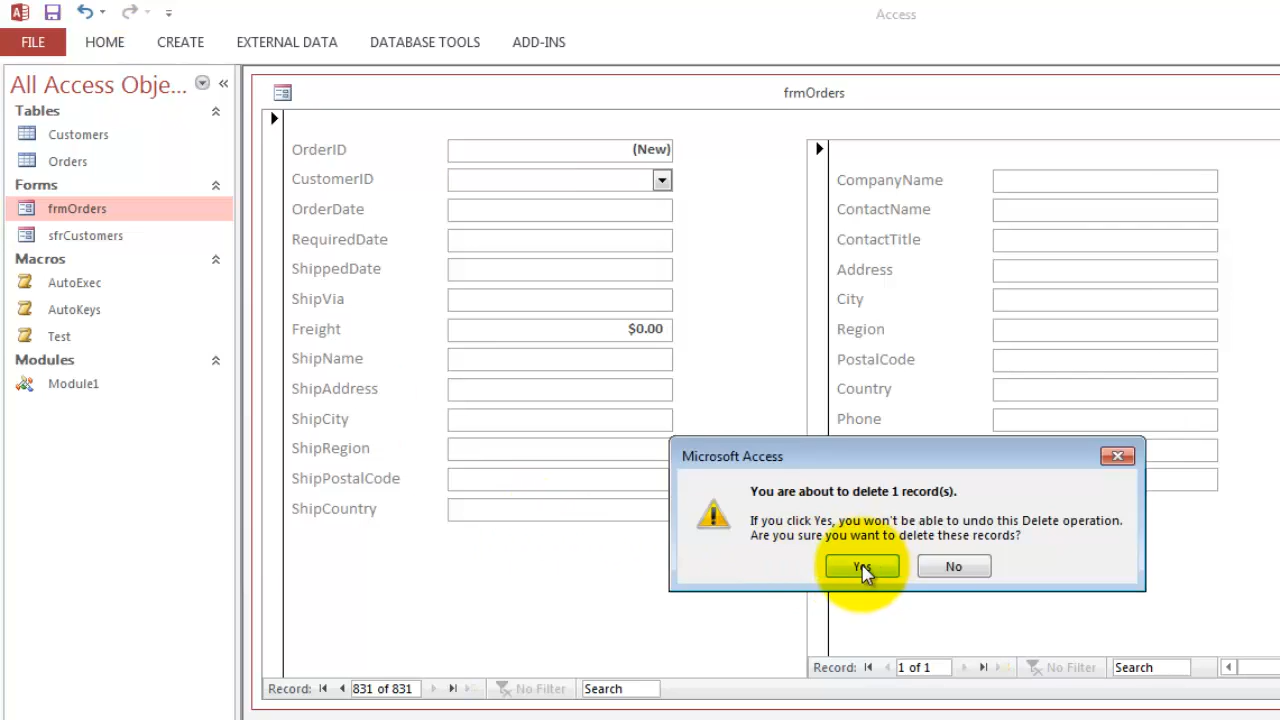 Access
FILE HOME CREATE EXTERNAL DATA DATABASE TOOLS ADD-INS
All Access Obje... «
Tables
Customers
Orders
Forms
frmOrders
sfrCustomers
Macros
AutoExec
AutoKeys
Test
Modules
Module1
frmOrders
OrderID (New)
CustomerID
OrderDate
RequiredDate
ShippedDate
ShipVia
Freight $0.00
ShipName
ShipAddress
ShipCity
ShipRegion
ShipPostalCode
ShipCountry
CompanyName
ContactName
ContactTitle
Address
City
Region
PostalCode
Country
Phone
Microsoft Access
You are about to delete 1 record(s).
If you click Yes, you won't be able to undo this Delete operation.
Are you sure you want to delete these records?
Yes No
Record: 1 of 1 No Filter Search
Record: 831 of 831 No Filter Search